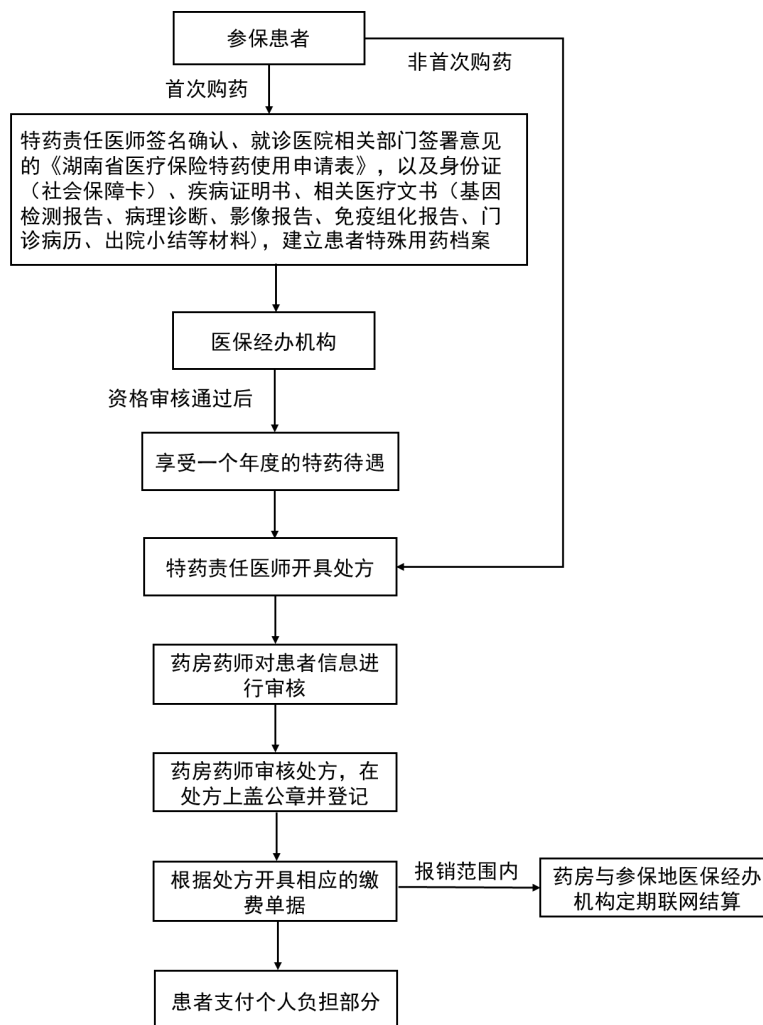 参保患者
非首次购药
首次购药
特药责任医师签名确认、就诊医院相关部门签署意见
的《湖南省医疗保险特药使用申请表》，以及身份证
（社会保障卡）、疾病证明书、相关医疗文书（基因
检测报告、病理诊断、影像报告、免疫组化报告、门
诊病历、出院小结等材料），建立患者特殊用药档案
医保经办机构
资格审核通过后
享受一个年度的特药待遇
特药责任医师开具处方
药房药师对患者信息进
行审核
药房药师审核处方，在
处方上盖公章并登记
根据处方开具相应的缴
费单据
报销范围内
药房与参保地医保经办
机构定期联网结算
患者支付个人负担部分